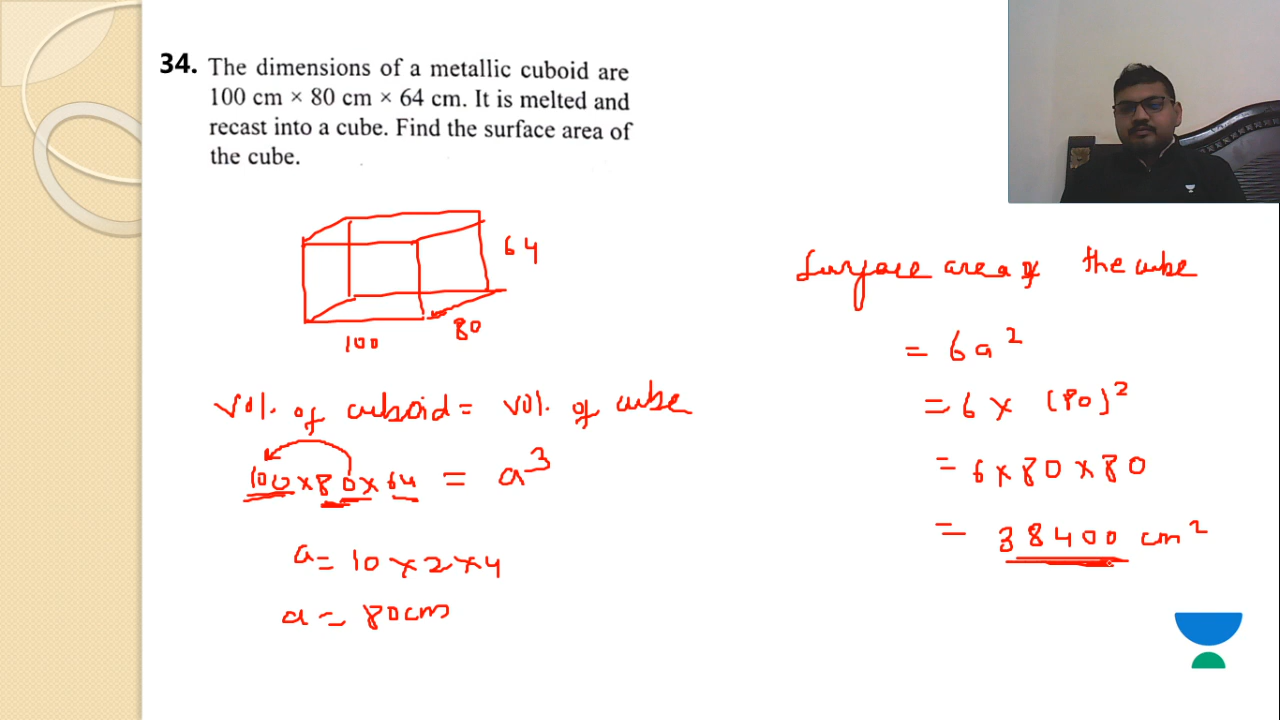 34. The dimensions of a metallic cuboid are
100 cm × 80 cm × 64 cm. It is melted and
recast into a cube. Find the surface area of
the cube.
64
80
100
Vol. of cuboid = vol. of cube
100 × 80 × 64 = a³
a = 10 × 2 × 4
a = 80 cm
Surface area of the cube
= 6a²
= 6 × (80)²
= 6 × 80 × 80
= 38400 cm²